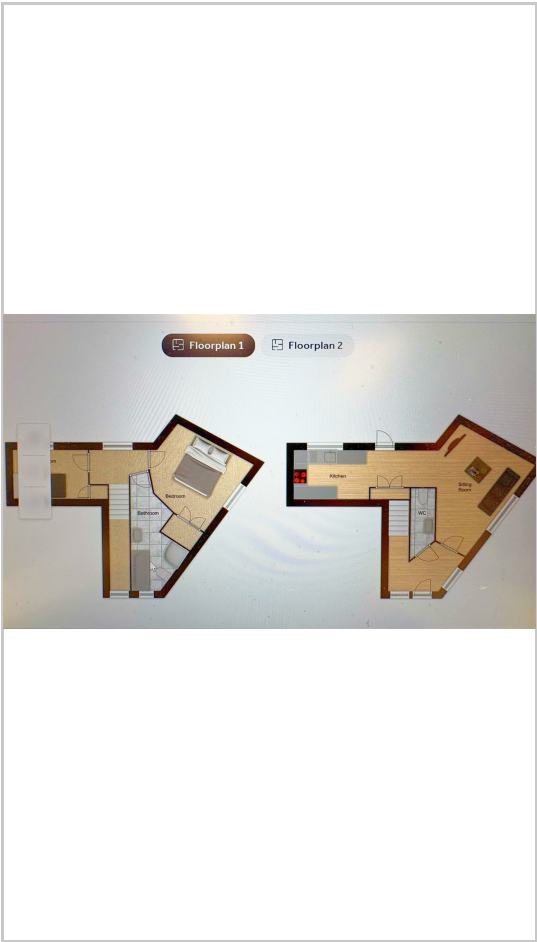 Floorplan 1
Floorplan 2
Bedroom
Bathroom
Kitchen
Sitting
Room
WC